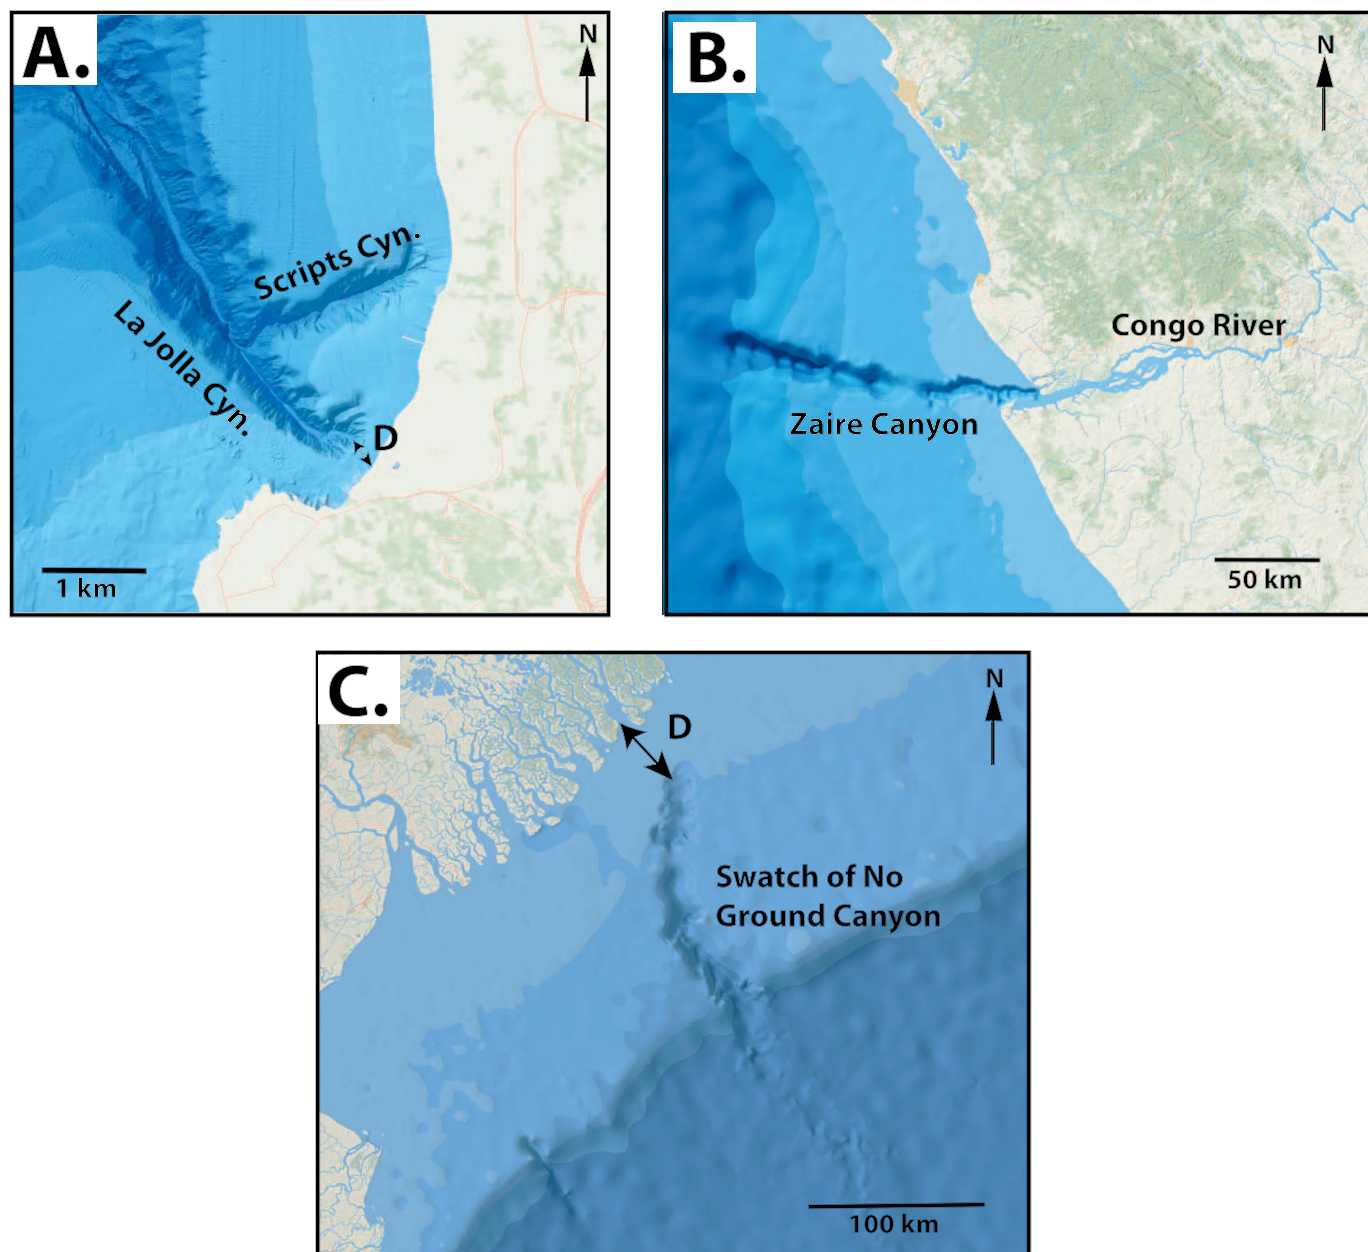 A.
N
Scripts Cyn.
La Jolla Cyn.
D
1 km
B.
N
Congo River
Zaire Canyon
50 km
C.
N
D
Swatch of No
Ground Canyon
100 km